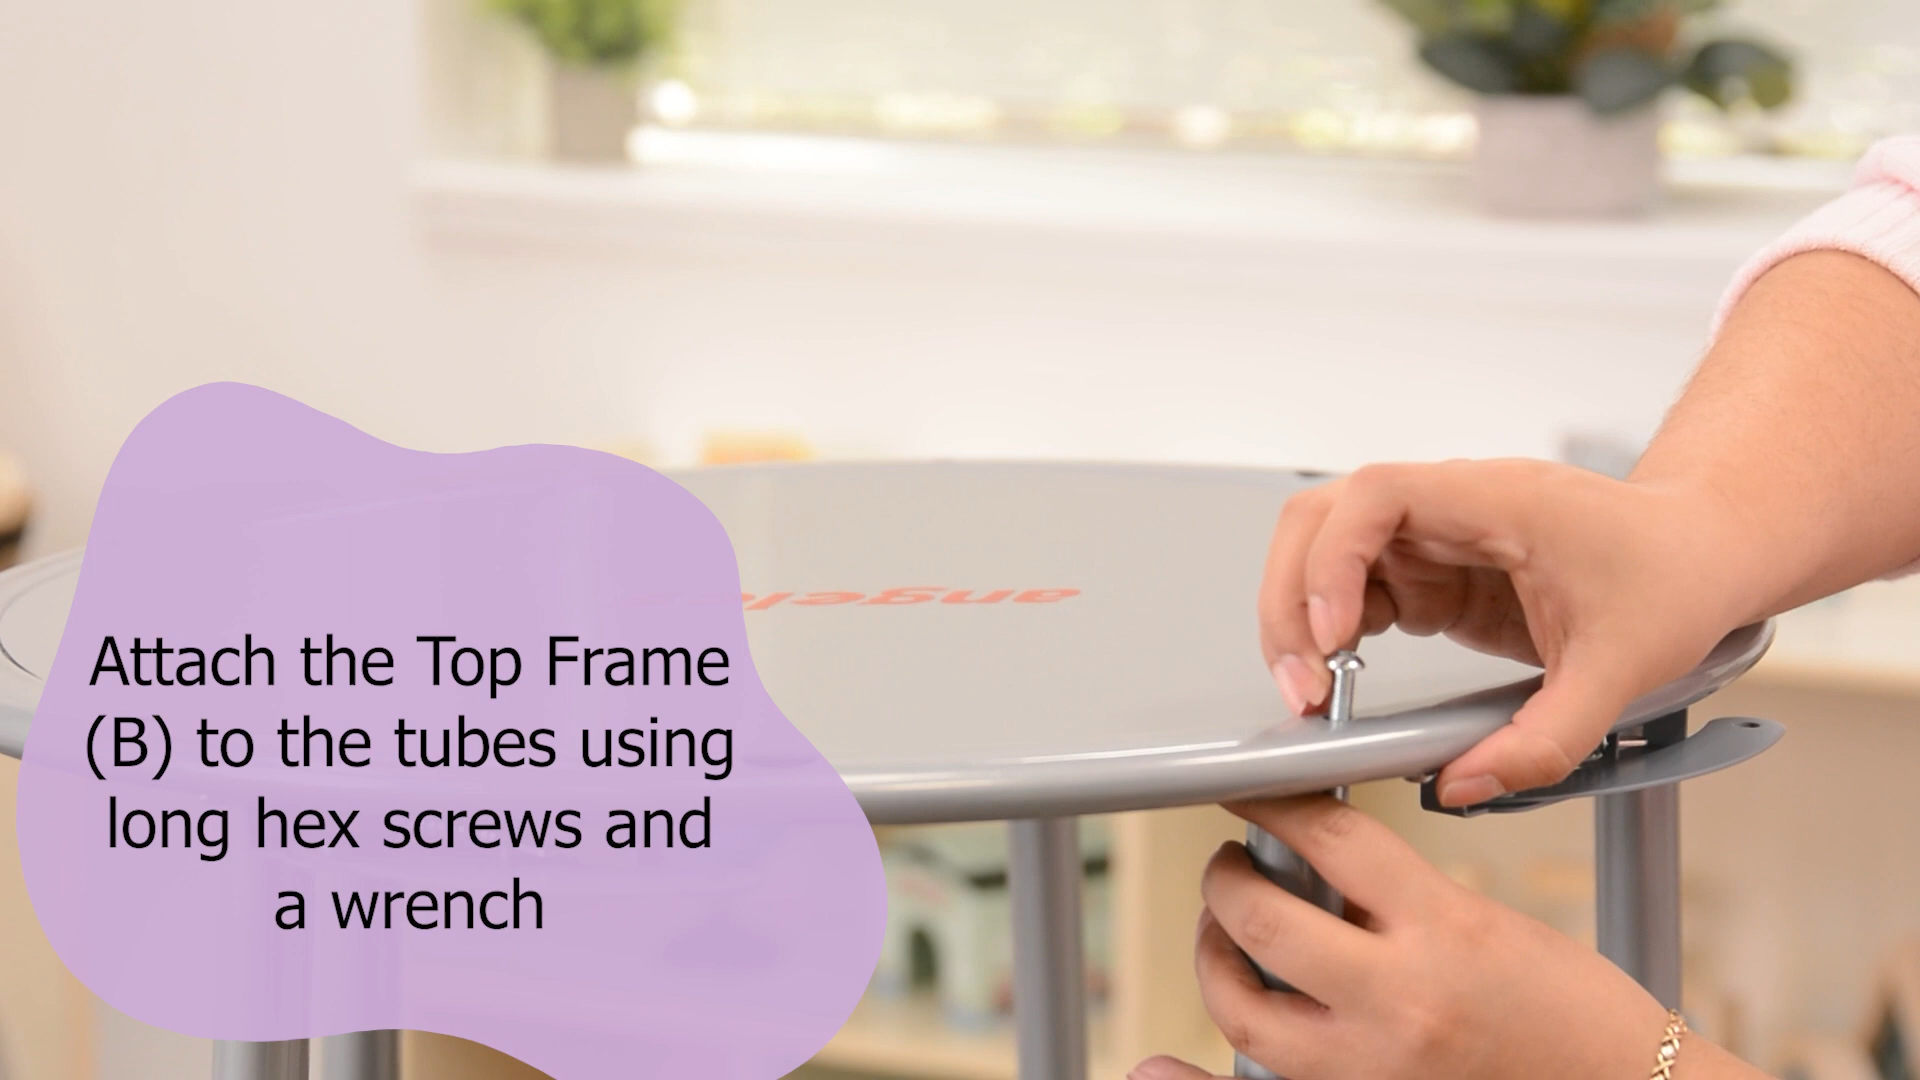 Attach the Top Frame
(B) to the tubes using
long hex screws and
a wrench